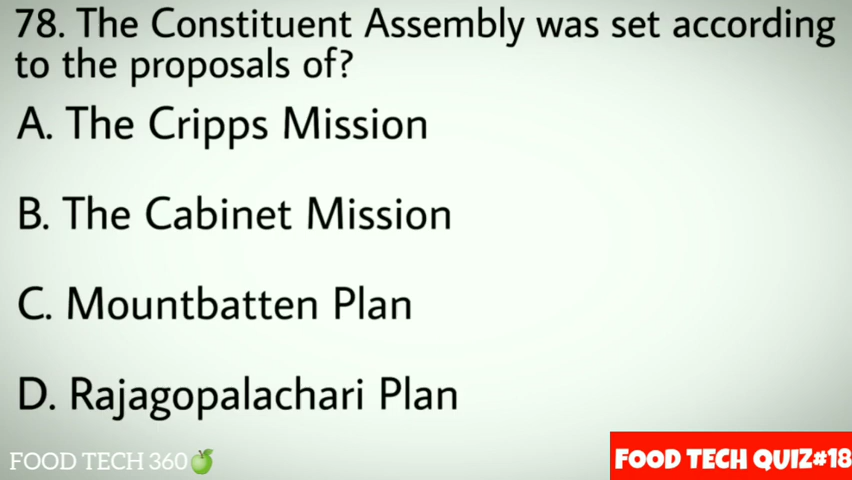 78. The Constituent Assembly was set according
to the proposals of?
A. The Cripps Mission
B. The Cabinet Mission
C. Mountbatten Plan
D. Rajagopalachari Plan
FOOD TECH 360
FOOD TECH QUIZ#18